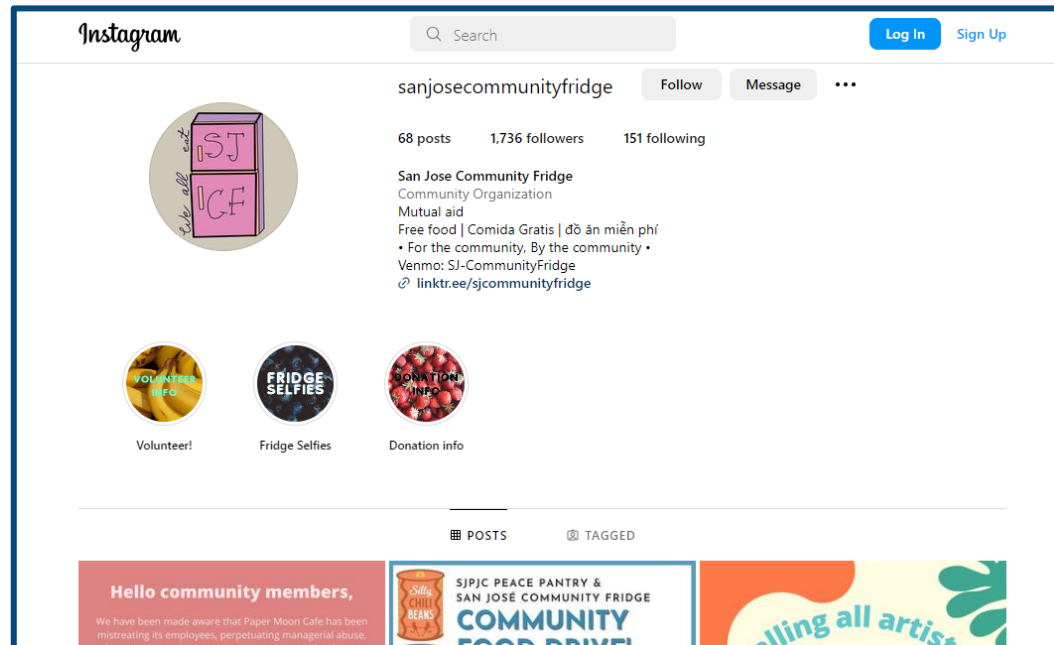 Instagram
Search
Log In
Sign Up
sanjosecommunityfridge
Follow
Message
68 posts
1,736 followers
151 following
We all eat
SJ
CF
San Jose Community Fridge
Community Organization
Mutual aid
Free food | Comida Gratis | đồ ăn miễn phí
• For the community, By the community •
Venmo: SJ-CommunityFridge
linktr.ee/sjcommunityfridge
VOLUNTEER
INFO
FRIDGE
SELFIES
DONATION
INFO
Volunteer!
Fridge Selfies
Donation info
POSTS
TAGGED
Hello community members,
We have been made aware that Paper Moon Cafe has been
mistreating its employees, perpetuating managerial abuse,
Silly
CHILI
BEANS
SJPJC PEACE PANTRY &
SAN JOSÉ COMMUNITY FRIDGE
COMMUNITY
FOOD DRIVE!
lling all artis